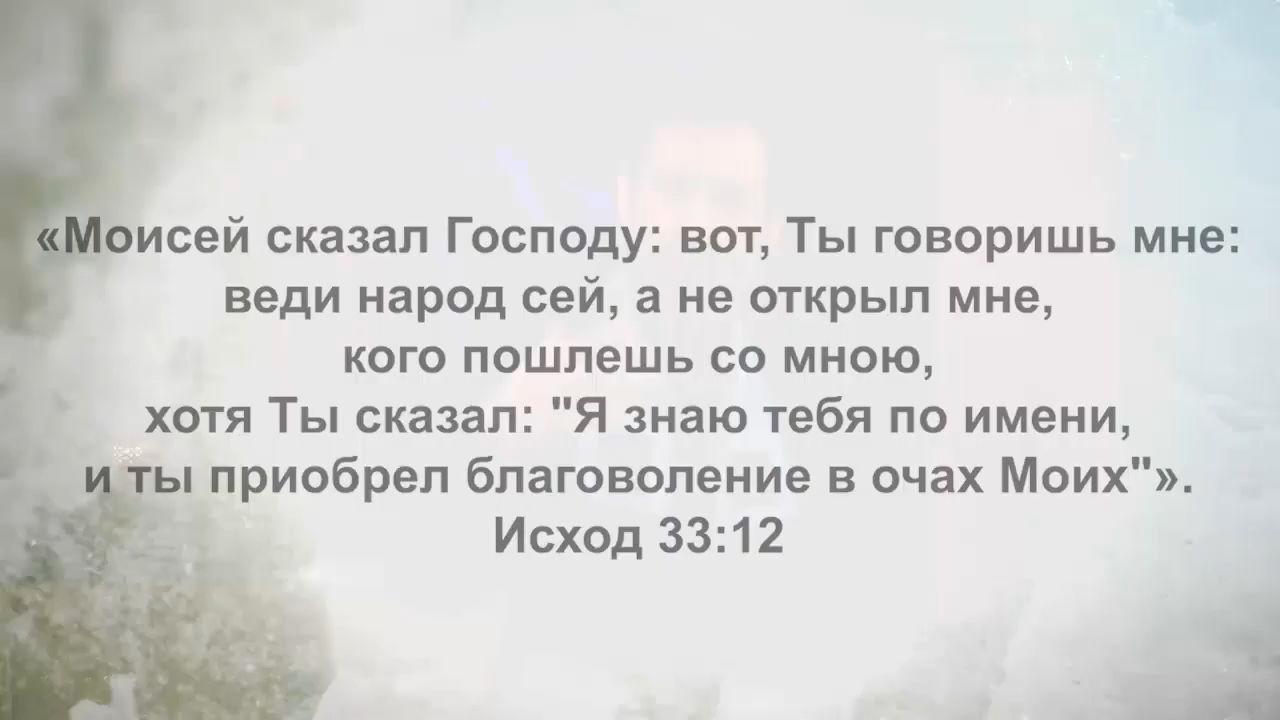 «Моисей сказал Господу: вот, Ты говоришь мне:
веди народ сей, а не открыл мне,
кого пошлешь со мною,
хотя Ты сказал: "Я знаю тебя по имени,
и ты приобрел благоволение в очах Моих"».
Исход 33:12